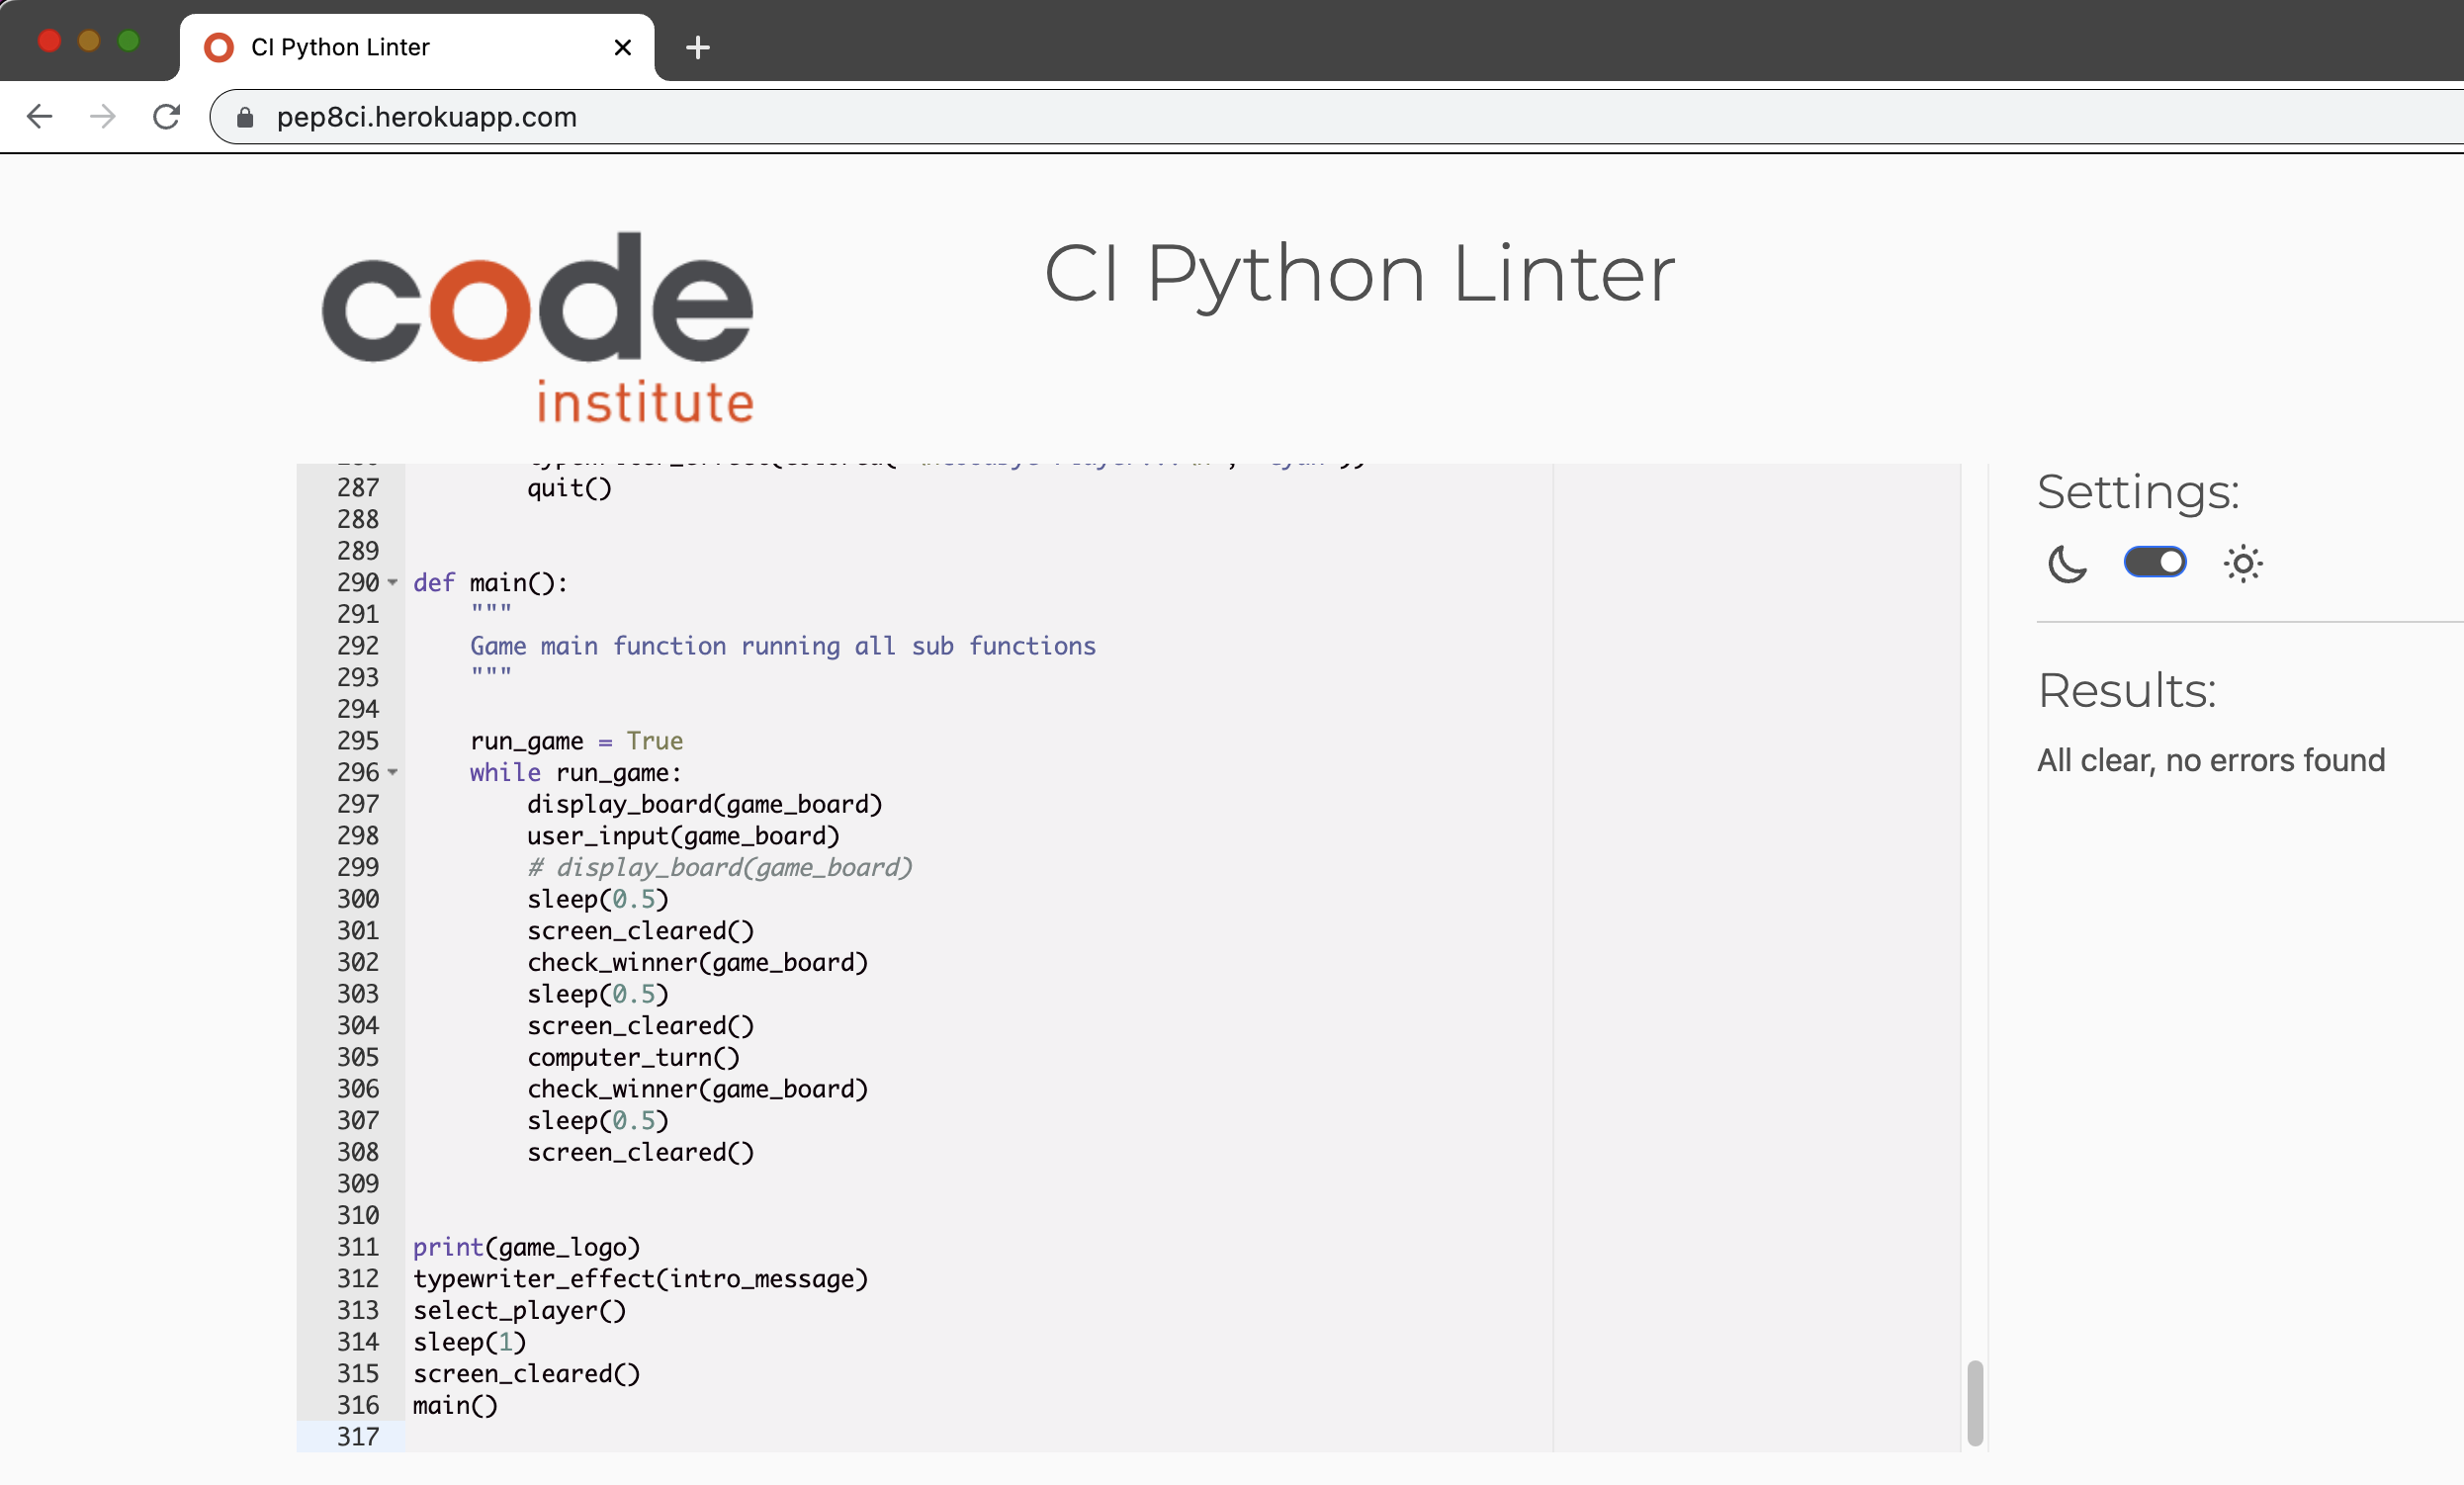 CI Python Linter
pep8ci.herokuapp.com
code
institute
CI Python Linter
287 quit()
288
289
290 def main():
291 """
292 Game main function running all sub functions
293 """
294
295 run_game = True
296 while run_game:
297 display_board(game_board)
298 user_input(game_board)
299 # display_board(game_board)
300 sleep(0.5)
301 screen_cleared()
302 check_winner(game_board)
303 sleep(0.5)
304 screen_cleared()
305 computer_turn()
306 check_winner(game_board)
307 sleep(0.5)
308 screen_cleared()
309
310
311 print(game_logo)
312 typewriter_effect(intro_message)
313 select_player()
314 sleep(1)
315 screen_cleared()
316 main()
317
Settings:
Results:
All clear, no errors found